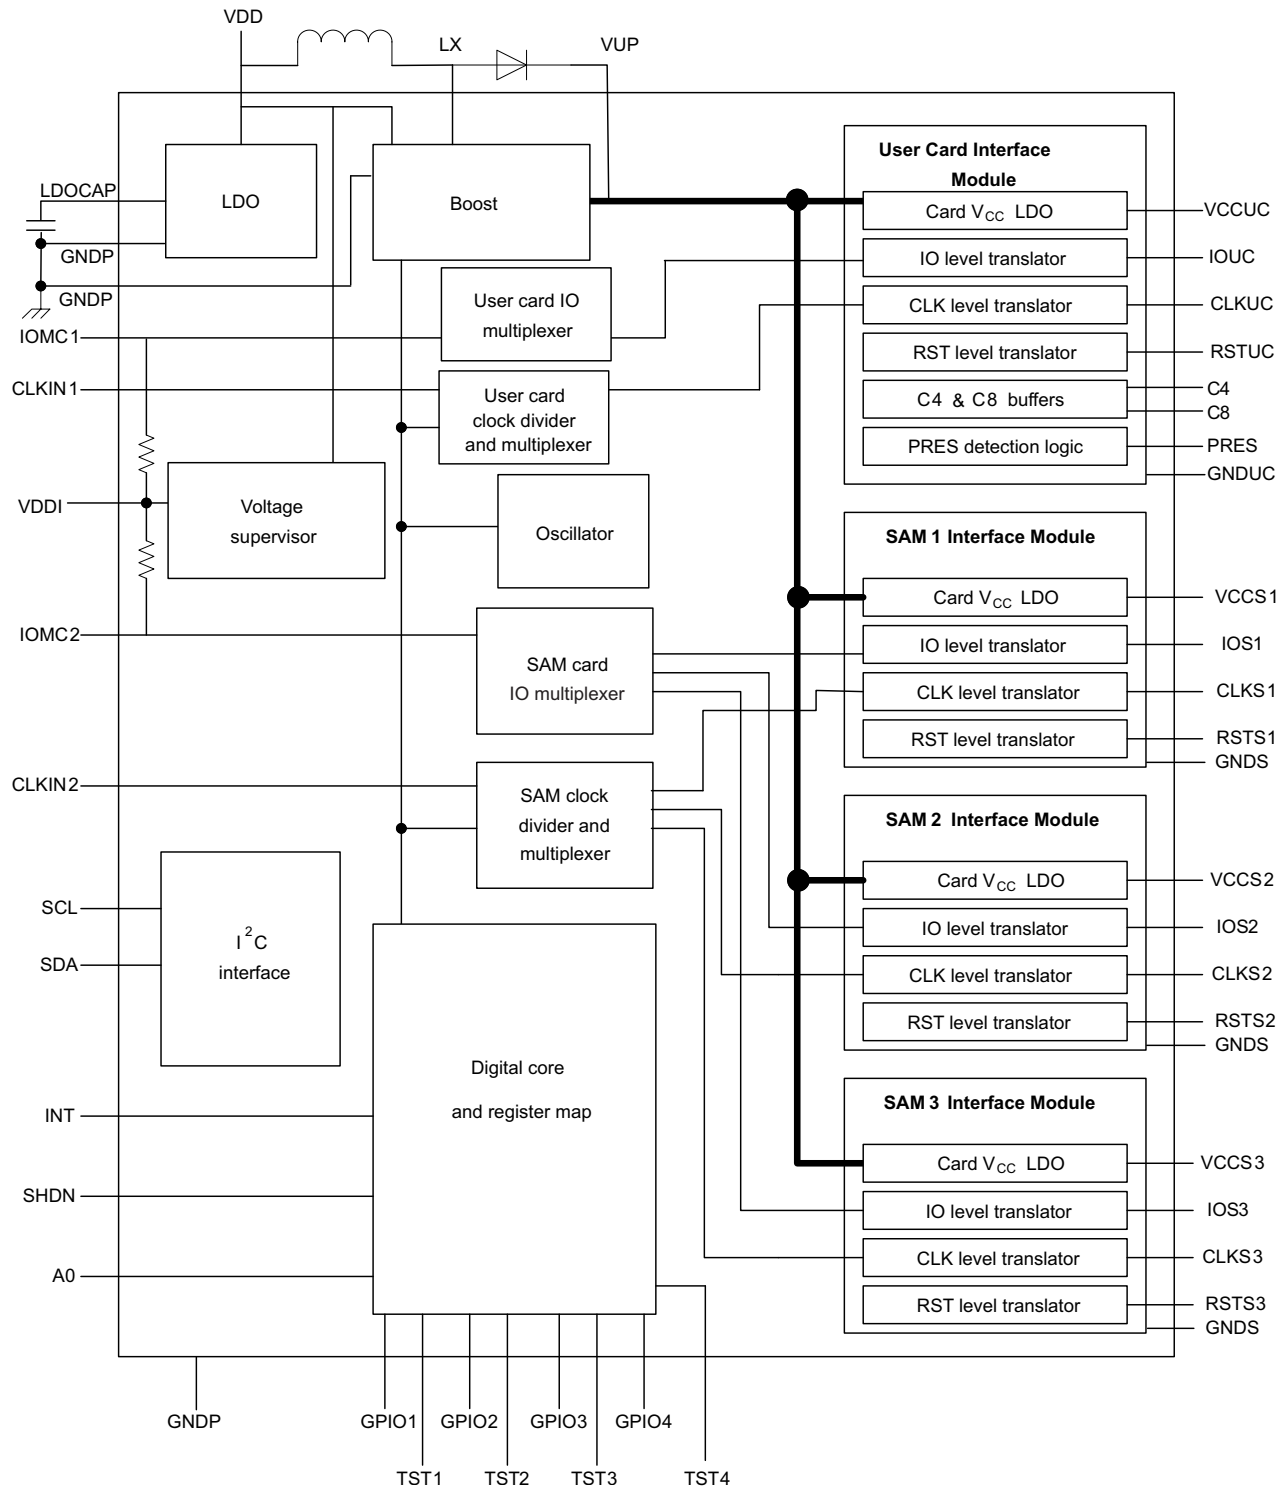 VDD
LX
VUP
LDO
Boost
LDOCAP
GNDP
GNDP
IOMC1
CLKIN1
VDDI
IOMC2
CLKIN2
SCL
SDA
INT
SHDN
A0
User card IO
multiplexer
User card
clock divider
and multiplexer
Voltage
supervisor
Oscillator
SAM card
IO multiplexer
SAM clock
divider and
multiplexer
I2C
interface
Digital core
and register map
User Card Interface
Module
Card VCC LDO
IO level translator
CLK level translator
RST level translator
C4 & C8 buffers
PRES detection logic
VCCUC
IOUC
CLKUC
RSTUC
C4
C8
PRES
GNDUC
SAM 1 Interface Module
Card VCC LDO
IO level translator
CLK level translator
RST level translator
VCCS1
IOS1
CLKS1
RSTS1
GNDS
SAM 2 Interface Module
Card VCC LDO
IO level translator
CLK level translator
RST level translator
VCCS2
IOS2
CLKS2
RSTS2
GNDS
SAM 3 Interface Module
Card VCC LDO
IO level translator
CLK level translator
RST level translator
VCCS3
IOS3
CLKS3
RSTS3
GNDS
GNDP
GPIO1
GPIO2
GPIO3
GPIO4
TST1
TST2
TST3
TST4